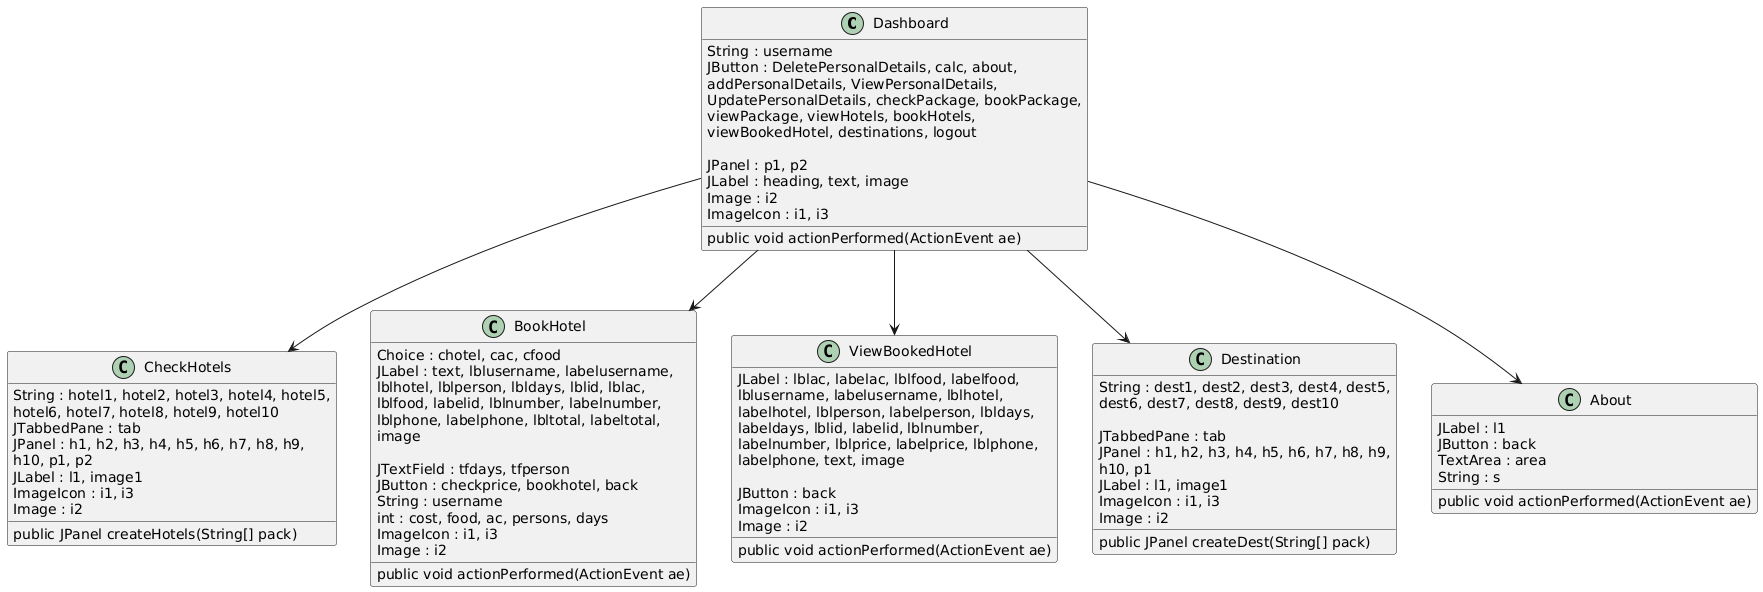 C Dashboard
String : username
JButton : DeletePersonalDetails, calc, about,
addPersonalDetails, ViewPersonalDetails,
UpdatePersonalDetails, checkPackage, bookPackage,
viewPackage, viewHotels, bookHotels,
viewBookedHotel, destinations, logout
JPanel : p1, p2
JLabel : heading, text, image
Image : i2
ImageIcon : i1, i3
public void actionPerformed(ActionEvent ae)
C CheckHotels
String : hotel1, hotel2, hotel3, hotel4, hotel5,
hotel6, hotel7, hotel8, hotel9, hotel10
JTabbedPane : tab
JPanel : h1, h2, h3, h4, h5, h6, h7, h8, h9,
h10, p1, p2
JLabel : l1, image1
ImageIcon : i1, i3
Image : i2
public JPanel createHotels(String[] pack)
C BookHotel
Choice : chotel, cac, cfood
JLabel : text, lblusername, labelusername,
lblhotel, lblperson, lbldays, lblid, lblac,
lblfood, labelid, lblnumber, labelnumber,
lblphone, labelphone, lbltotal, labeltotal,
image
JTextField : tfdays, tfperson
JButton : checkprice, bookhotel, back
String : username
int : cost, food, ac, persons, days
ImageIcon : i1, i3
Image : i2
public void actionPerformed(ActionEvent ae)
C ViewBookedHotel
JLabel : lblac, labelac, lblfood, labelfood,
lblusername, labelusername, lblhotel,
labelhotel, lblperson, labelperson, lbldays,
labeldays, lblid, labelid, lblnumber,
labelnumber, lblprice, labelprice, lblphone,
labelphone, text, image
JButton : back
ImageIcon : i1, i3
Image : i2
public void actionPerformed(ActionEvent ae)
C Destination
String : dest1, dest2, dest3, dest4, dest5,
dest6, dest7, dest8, dest9, dest10
JTabbedPane : tab
JPanel : h1, h2, h3, h4, h5, h6, h7, h8, h9,
h10, p1
JLabel : l1, image1
ImageIcon : i1, i3
Image : i2
public JPanel createDest(String[] pack)
C About
JLabel : l1
JButton : back
TextArea : area
String : s
public void actionPerformed(ActionEvent ae)